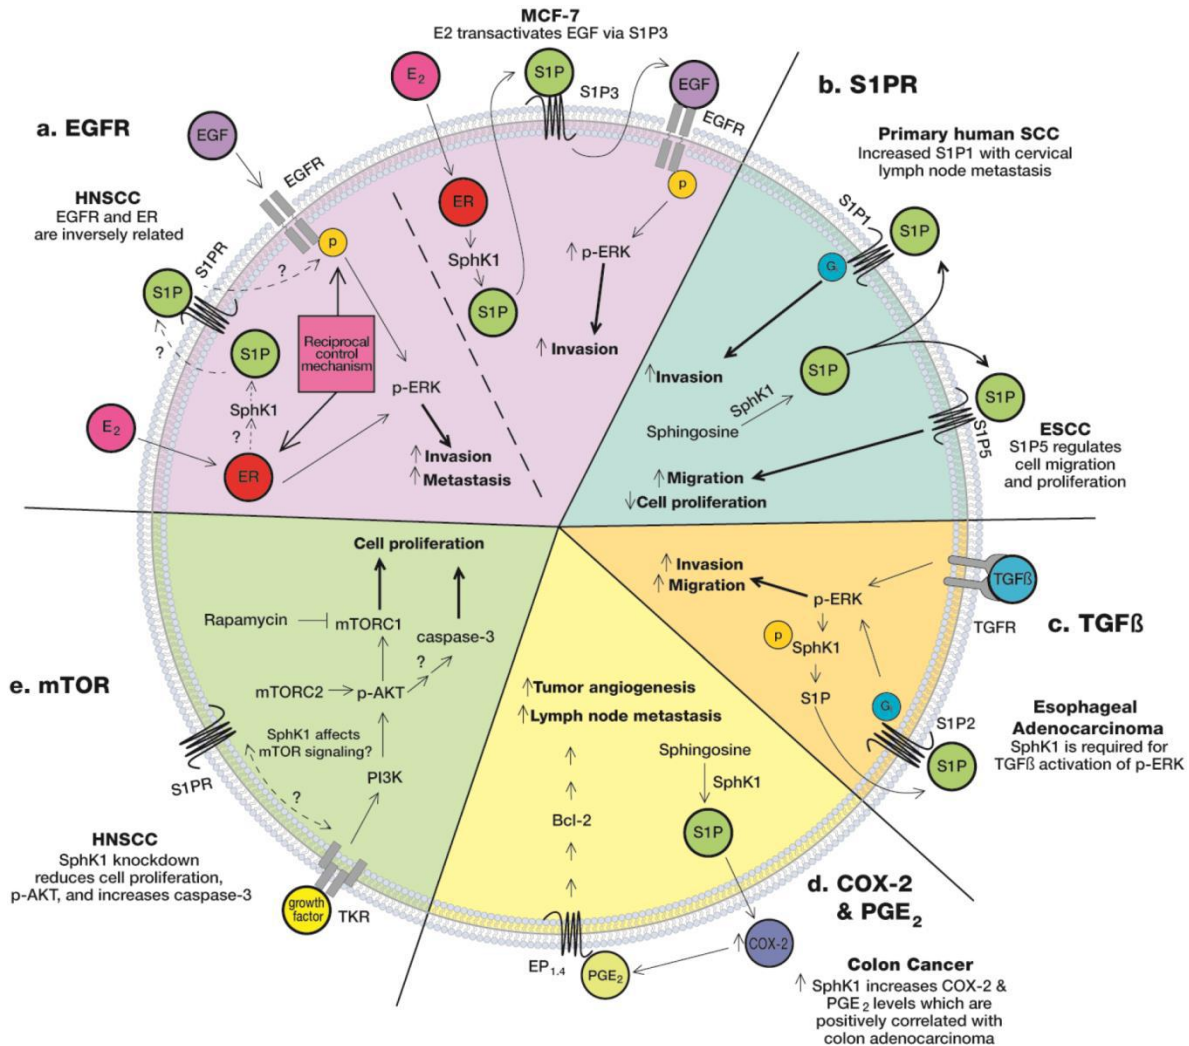 MCF-7
E2 transactivates EGF via S1P3
a. EGFR
HNSCC
EGFR and ER
are inversely related
EGF
EGFR
p
S1PR
S1P
?
?
S1P
SphK1
?
E2
ER
Reciprocal
control
mechanism
p-ERK
↑ Invasion
↑ Metastasis
E2
ER
SphK1
S1P
S1P
S1P3
EGF
EGFR
p
↑ p-ERK
↑ Invasion
b. S1PR
Primary human SCC
Increased S1P1 with cervical
lymph node metastasis
S1P1
S1P
Gi
↑ Invasion
S1P
SphK1
Sphingosine
S1P
S1P5
↑ Migration
↓ Cell proliferation
ESCC
S1P5 regulates
cell migration
and proliferation
c. TGFß
TGFß
TGFR
↑ Invasion
↑ Migration
p-ERK
p
SphK1
S1P
Gi
S1P2
S1P
Esophageal
Adenocarcinoma
SphK1 is required for
TGFß activation of p-ERK
d. COX-2
& PGE2
↑ Tumor angiogenesis
↑ Lymph node metastasis
Bcl-2
Sphingosine
SphK1
S1P
↑ COX-2
PGE2
EP1.4
Colon Cancer
↑ SphK1 increases COX-2 &
PGE2 levels which are
positively correlated with
colon adenocarcinoma
e. mTOR
Cell proliferation
Rapamycin
mTORC1
caspase-3
?
mTORC2
p-AKT
SphK1 affects
mTOR signaling?
PI3K
S1PR
?
growth
factor
TKR
HNSCC
SphK1 knockdown
reduces cell proliferation,
p-AKT, and increases caspase-3